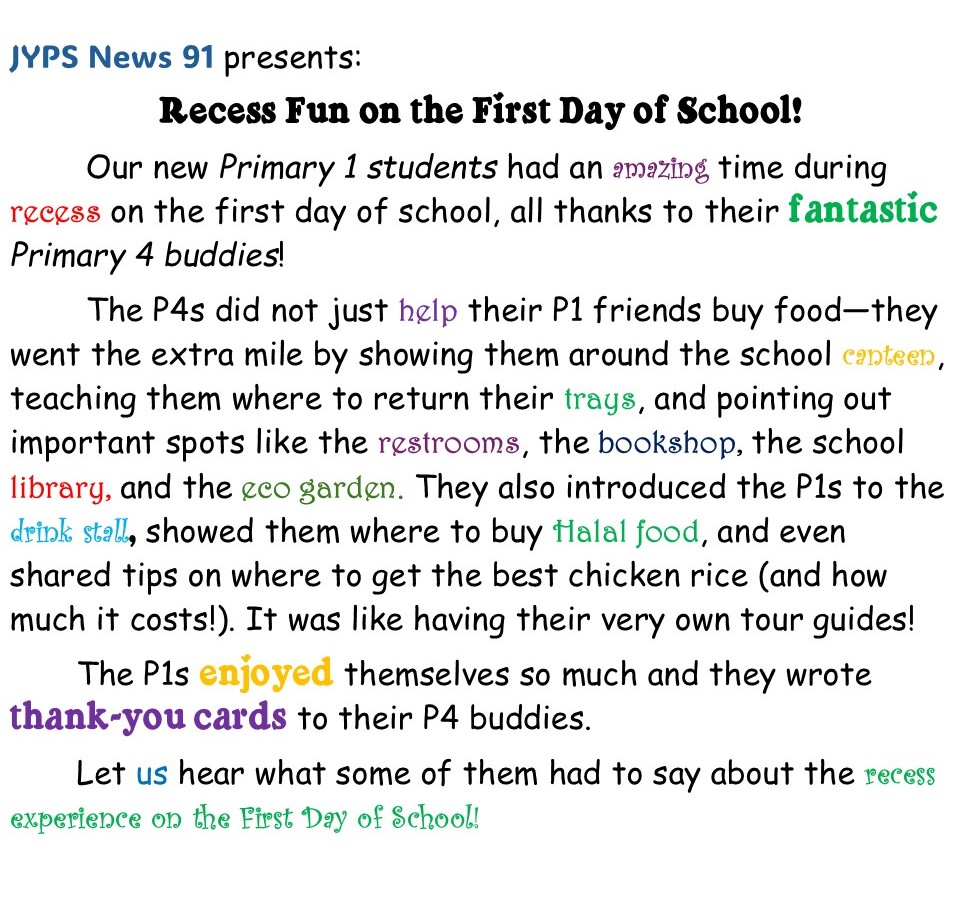 JYPS News 91 presents:
Recess Fun on the First Day of School!
Our new Primary 1 students had an amazing time during
recess on the first day of school, all thanks to their fantastic
Primary 4 buddies!
The P4s did not just help their P1 friends buy food—they
went the extra mile by showing them around the school canteen,
teaching them where to return their trays, and pointing out
important spots like the restrooms, the bookshop, the school
library, and the eco garden. They also introduced the P1s to the
drink stall, showed them where to buy Halal food, and even
shared tips on where to get the best chicken rice (and how
much it costs!). It was like having their very own tour guides!
The P1s enjoyed themselves so much and they wrote
thank-you cards to their P4 buddies.
Let us hear what some of them had to say about the recess
experience on the First Day of School!